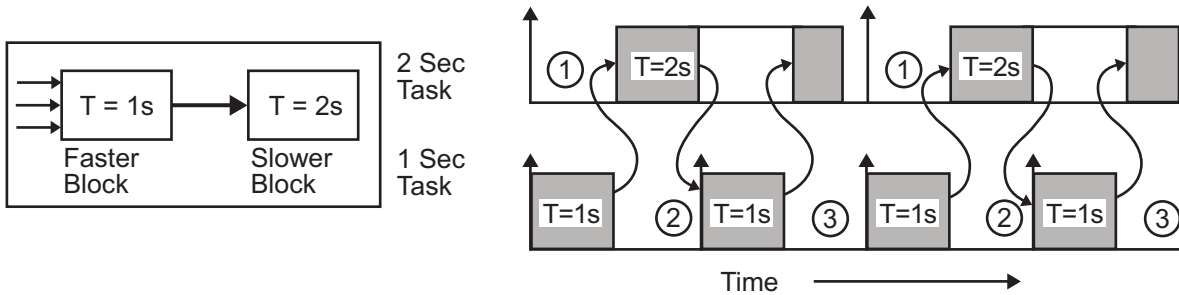 T = 1s
T = 2s
Faster
Block
Slower
Block
2 Sec
Task
1 Sec
Task
1
T=2s
1
T=2s
T=1s
2
T=1s
3
T=1s
2
T=1s
3
Time